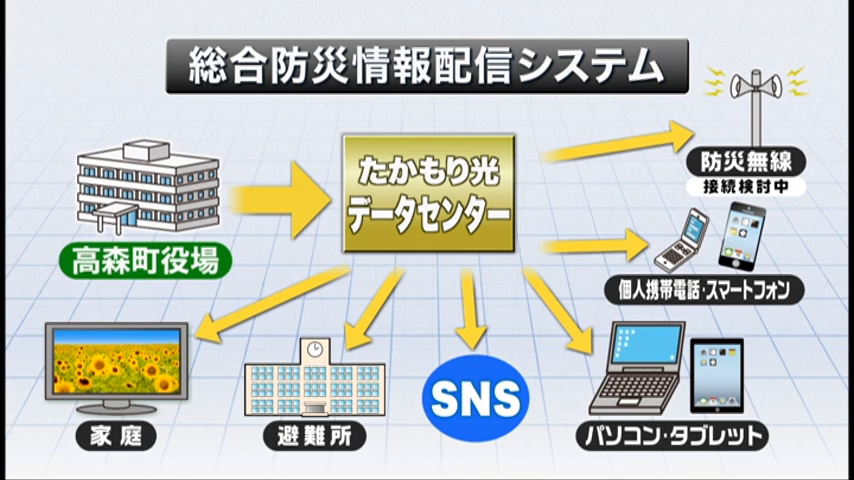 総合防災情報配信システム
たかもり光
データセンター
防災無線
接続検討中
高森町役場
個人携帯電話・スマートフォン
家庭
避難所
SNS
パソコン・タブレット